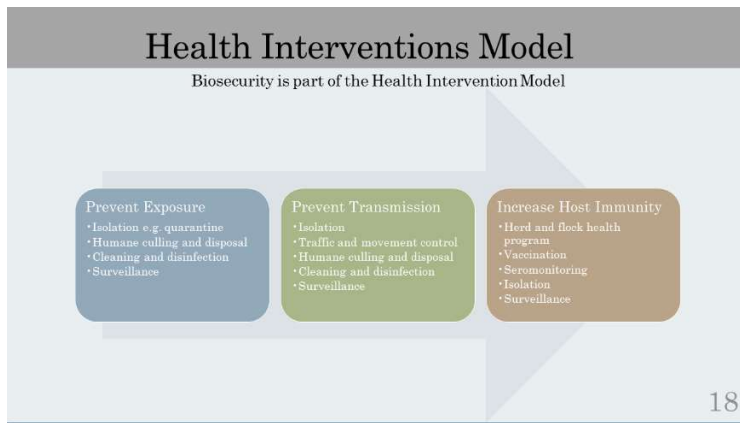 Health Interventions Model
Biosecurity is part of the Health Intervention Model
Prevent Exposure
•Isolation e.g. quarantine
•Humane culling and disposal
•Cleaning and disinfection
•Surveillance
Prevent Transmission
•Isolation
•Traffic and movement control
•Humane culling and disposal
•Cleaning and disinfection
•Surveillance
Increase Host Immunity
•Herd and flock health
program
•Vaccination
•Seromonitoring
•Isolation
•Surveillance
18